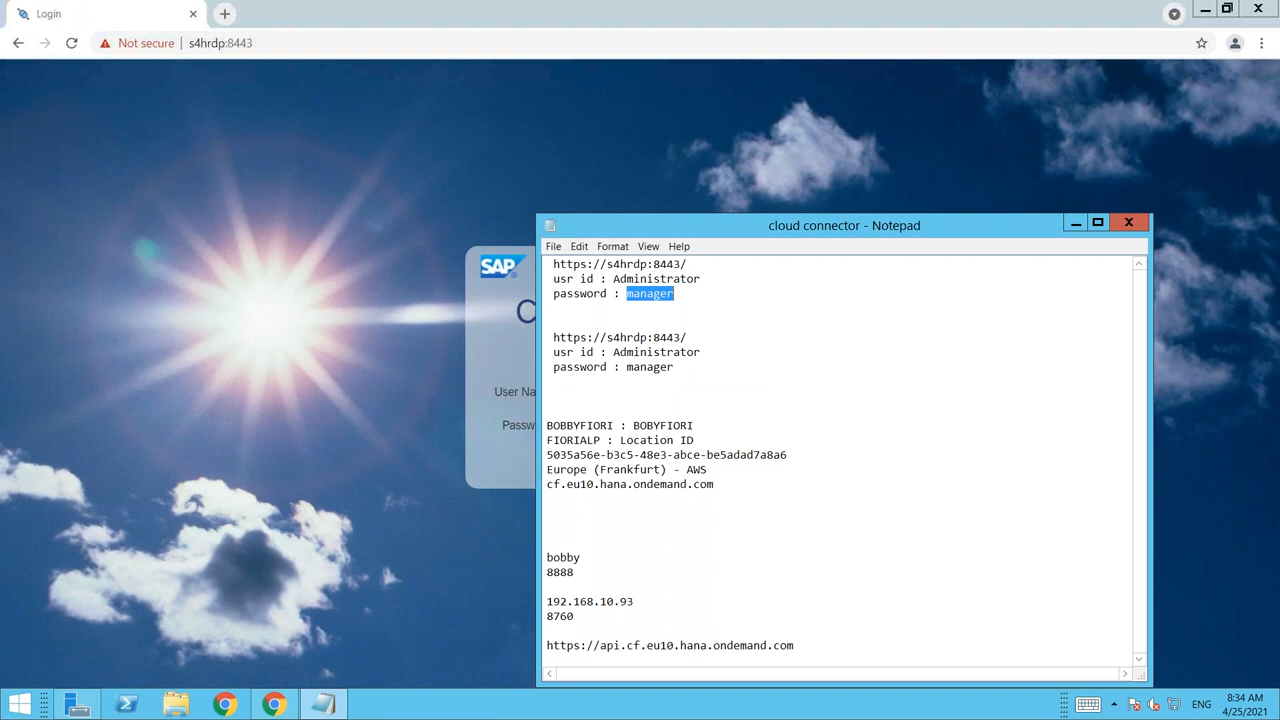 Login
Not secure
s4hrdp:8443
SAP
C
User Na
Passw
cloud connector - Notepad
File Edit Format View Help
https://s4hrdp:8443/
usr id : Administrator
password : manager
https://s4hrdp:8443/
usr id : Administrator
password : manager
BOBBYFIORI : BOBYFIORI
FIORIALP : Location ID
5035a56e-b3c5-48e3-abce-be5adad7a8a6
Europe (Frankfurt) - AWS
cf.eu10.hana.ondemand.com
bobby
8888
192.168.10.93
8760
https://api.cf.eu10.hana.ondemand.com
ENG
8:34 AM
4/25/2021